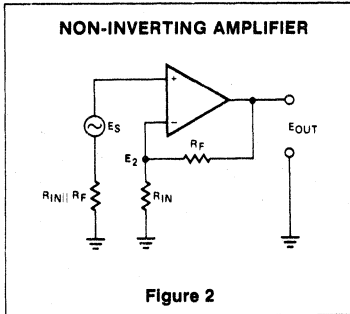 NON-INVERTING AMPLIFIER
+
−
ES
EOUT
RF
E2
RIN || RF
RIN
Figure 2